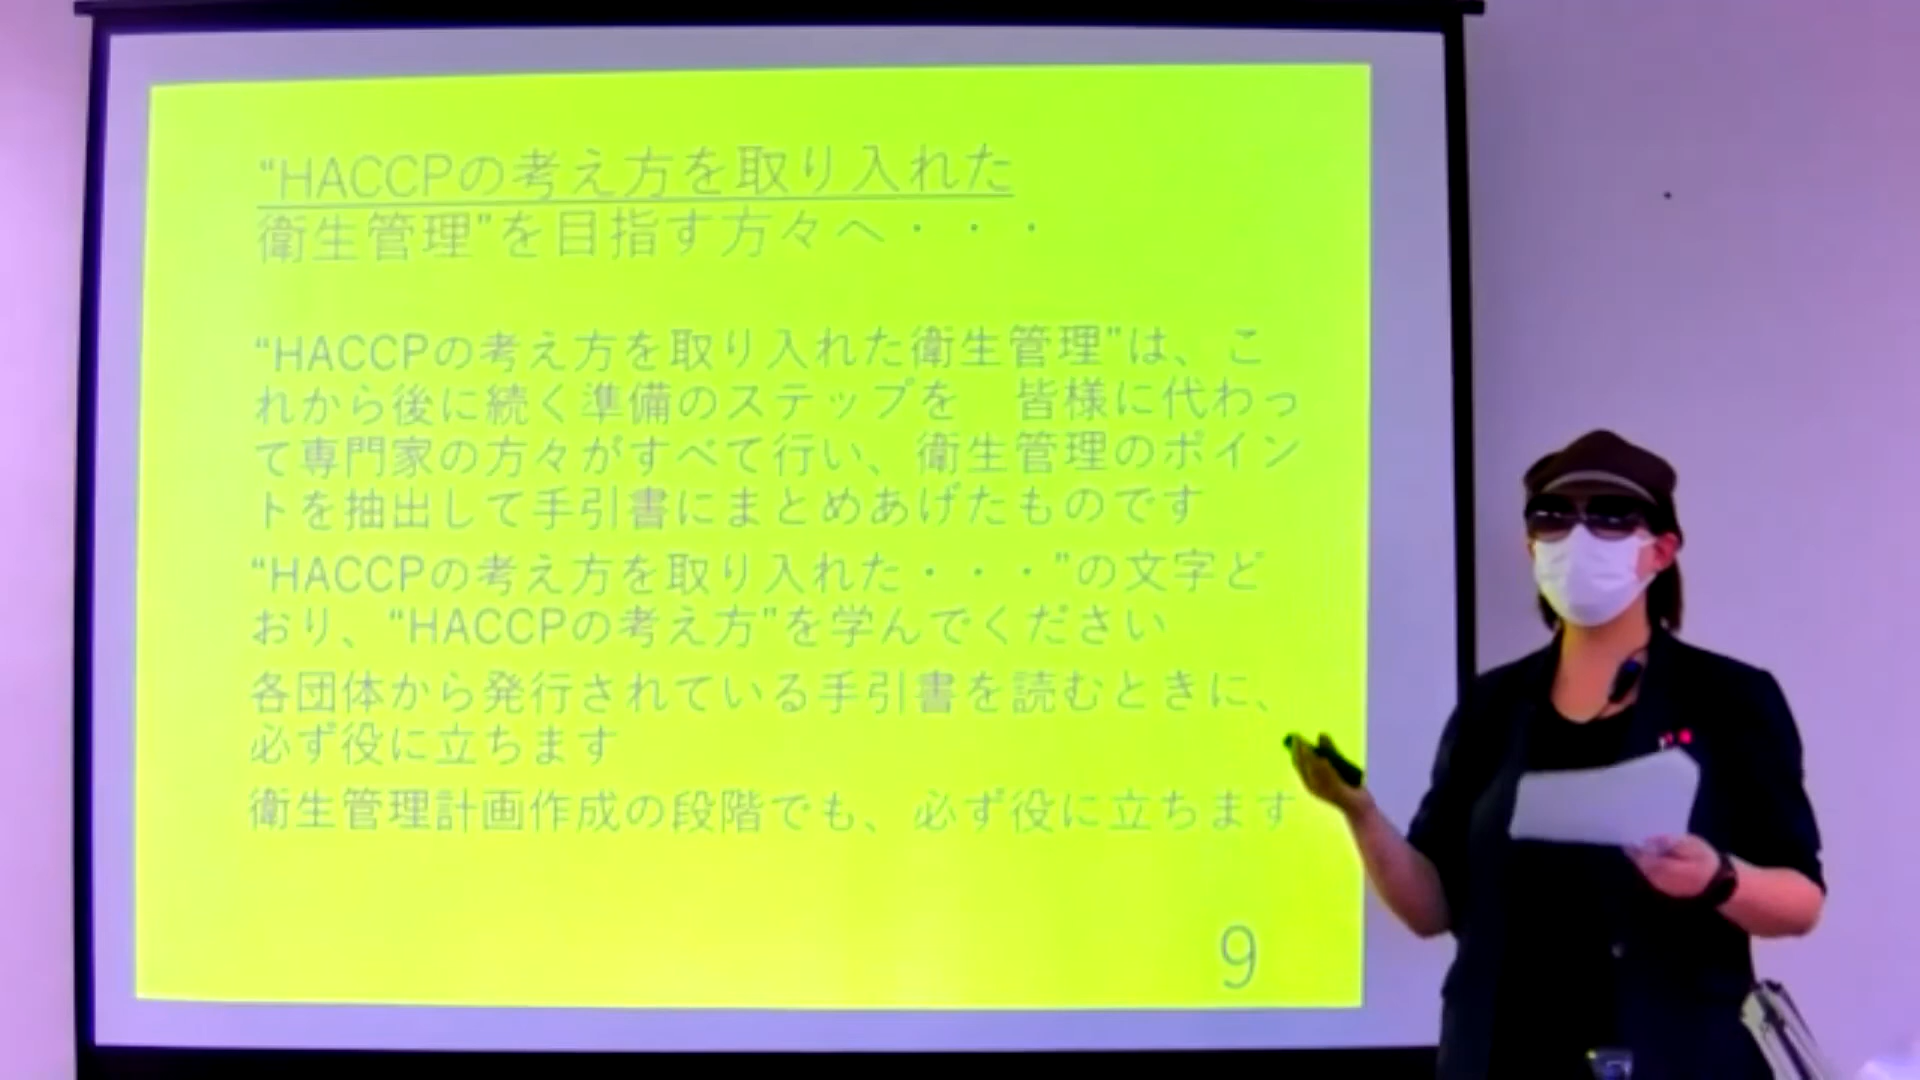 “HACCPの考え方を取り入れた
衛生管理”を目指す方々へ・・・
“HACCPの考え方を取り入れた衛生管理”は、こ
れから後に続く準備のステップを　皆様に代わっ
て専門家の方々がすべて行い、衛生管理のポイン
トを抽出して手引書にまとめあげたものです
“HACCPの考え方を取り入れた・・・”の文字ど
おり、“HACCPの考え方”を学んでください
各団体から発行されている手引書を読むときに、
必ず役に立ちます
衛生管理計画作成の段階でも、必ず役に立ちます
9